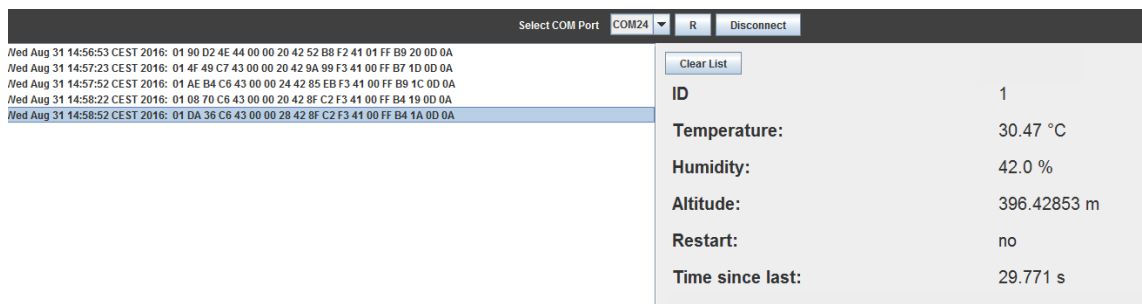 Select COM Port COM24 R Disconnect
Wed Aug 31 14:56:53 CEST 2016: 01 90 D2 4E 44 00 00 20 42 52 B8 F2 41 01 FF B9 20 0D 0A
Wed Aug 31 14:57:23 CEST 2016: 01 4F 49 C7 43 00 00 20 42 9A 99 F3 41 00 FF B7 1D 0D 0A
Wed Aug 31 14:57:52 CEST 2016: 01 AE B4 C6 43 00 00 24 42 85 EB F3 41 00 FF B9 1C 0D 0A
Wed Aug 31 14:58:22 CEST 2016: 01 08 70 C6 43 00 00 20 42 8F C2 F3 41 00 FF B4 19 0D 0A
Wed Aug 31 14:58:52 CEST 2016: 01 DA 36 C6 43 00 00 28 42 8F C2 F3 41 00 FF B4 1A 0D 0A
Clear List
ID 1
Temperature: 30.47 °C
Humidity: 42.0 %
Altitude: 396.42853 m
Restart: no
Time since last: 29.771 s